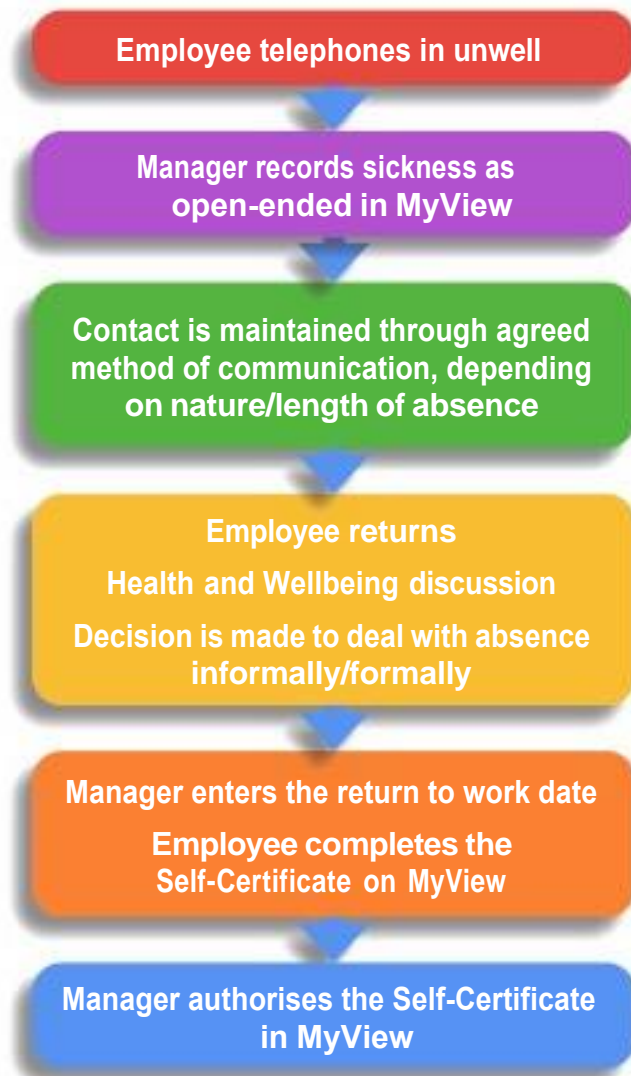 Employee telephones in unwell
Manager records sickness as
open-ended in MyView
Contact is maintained through agreed
method of communication, depending
on nature/length of absence
Employee returns
Health and Wellbeing discussion
Decision is made to deal with absence
informally/formally
Manager enters the return to work date
Employee completes the
Self-Certificate on MyView
Manager authorises the Self-Certificate
in MyView